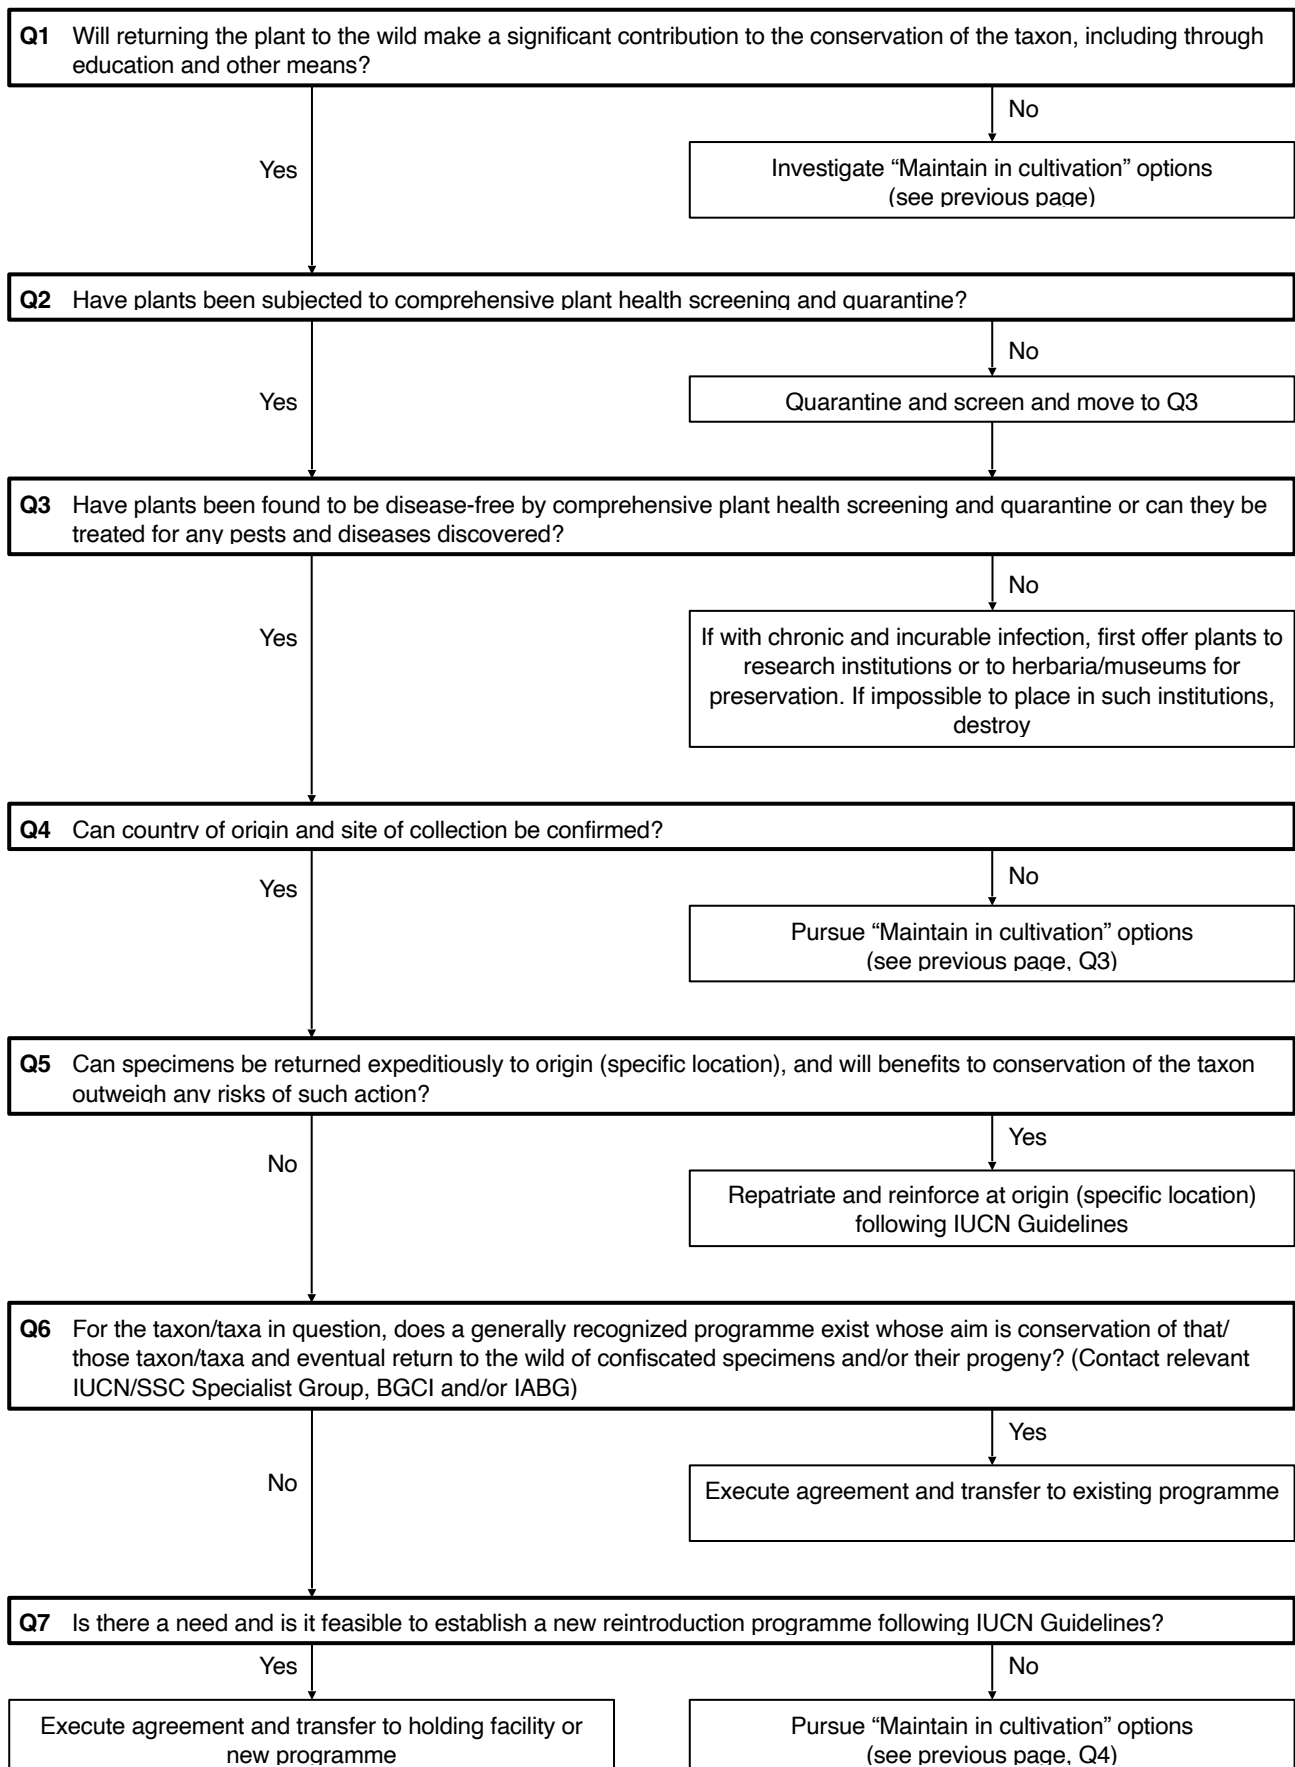 Q1 Will returning the plant to the wild make a significant contribution to the conservation of the taxon, including through
education and other means?
No
Yes
Investigate “Maintain in cultivation” options
(see previous page)
Q2 Have plants been subjected to comprehensive plant health screening and quarantine?
No
Yes
Quarantine and screen and move to Q3
Q3 Have plants been found to be disease-free by comprehensive plant health screening and quarantine or can they be
treated for any pests and diseases discovered?
No
Yes
If with chronic and incurable infection, first offer plants to
research institutions or to herbaria/museums for
preservation. If impossible to place in such institutions,
destroy
Q4 Can country of origin and site of collection be confirmed?
No
Yes
Pursue “Maintain in cultivation” options
(see previous page, Q3)
Q5 Can specimens be returned expeditiously to origin (specific location), and will benefits to conservation of the taxon
outweigh any risks of such action?
Yes
No
Repatriate and reinforce at origin (specific location)
following IUCN Guidelines
Q6 For the taxon/taxa in question, does a generally recognized programme exist whose aim is conservation of that/
those taxon/taxa and eventual return to the wild of confiscated specimens and/or their progeny? (Contact relevant
IUCN/SSC Specialist Group, BGCI and/or IABG)
Yes
No
Execute agreement and transfer to existing programme
Q7 Is there a need and is it feasible to establish a new reintroduction programme following IUCN Guidelines?
Yes
No
Execute agreement and transfer to holding facility or
new programme
Pursue “Maintain in cultivation” options
(see previous page, Q4)